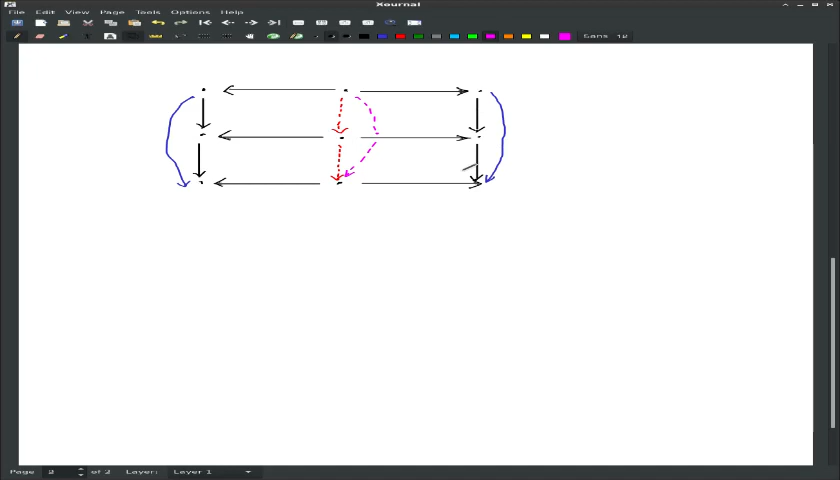 Xournal
File Edit View Page Tools Options Help
Sans 12
Page 2 of 2 Layer: Layer 1